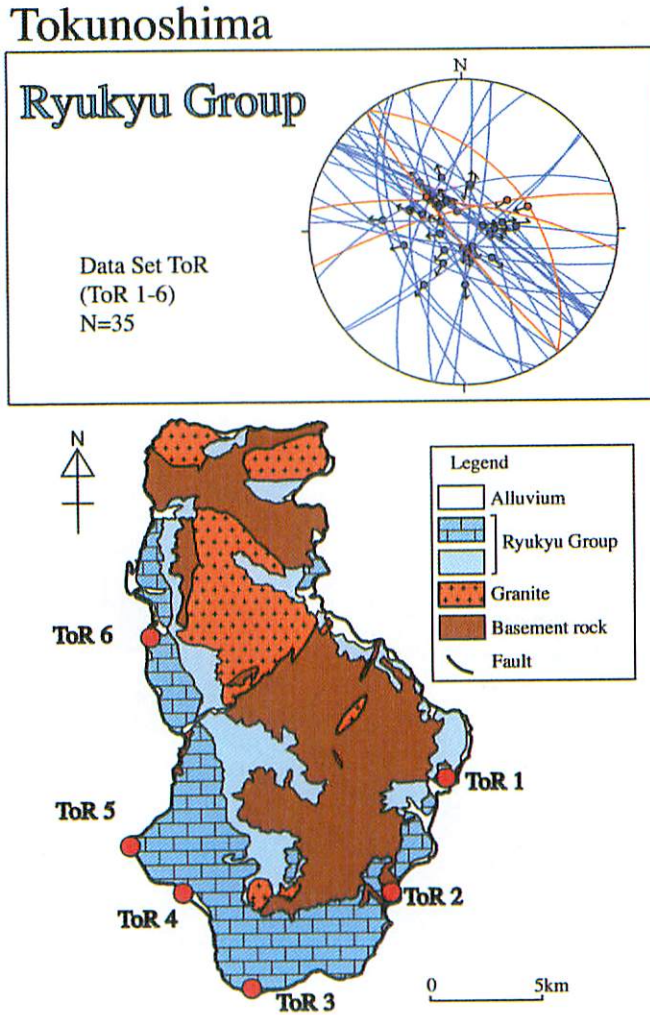 Tokunoshima
Ryukyu Group
N
Data Set ToR
(ToR 1-6)
N=35
N
Legend
Alluvium
Ryukyu Group
Granite
Basement rock
Fault
ToR 6
ToR 1
ToR 5
ToR 4
ToR 2
ToR 3
0 5km